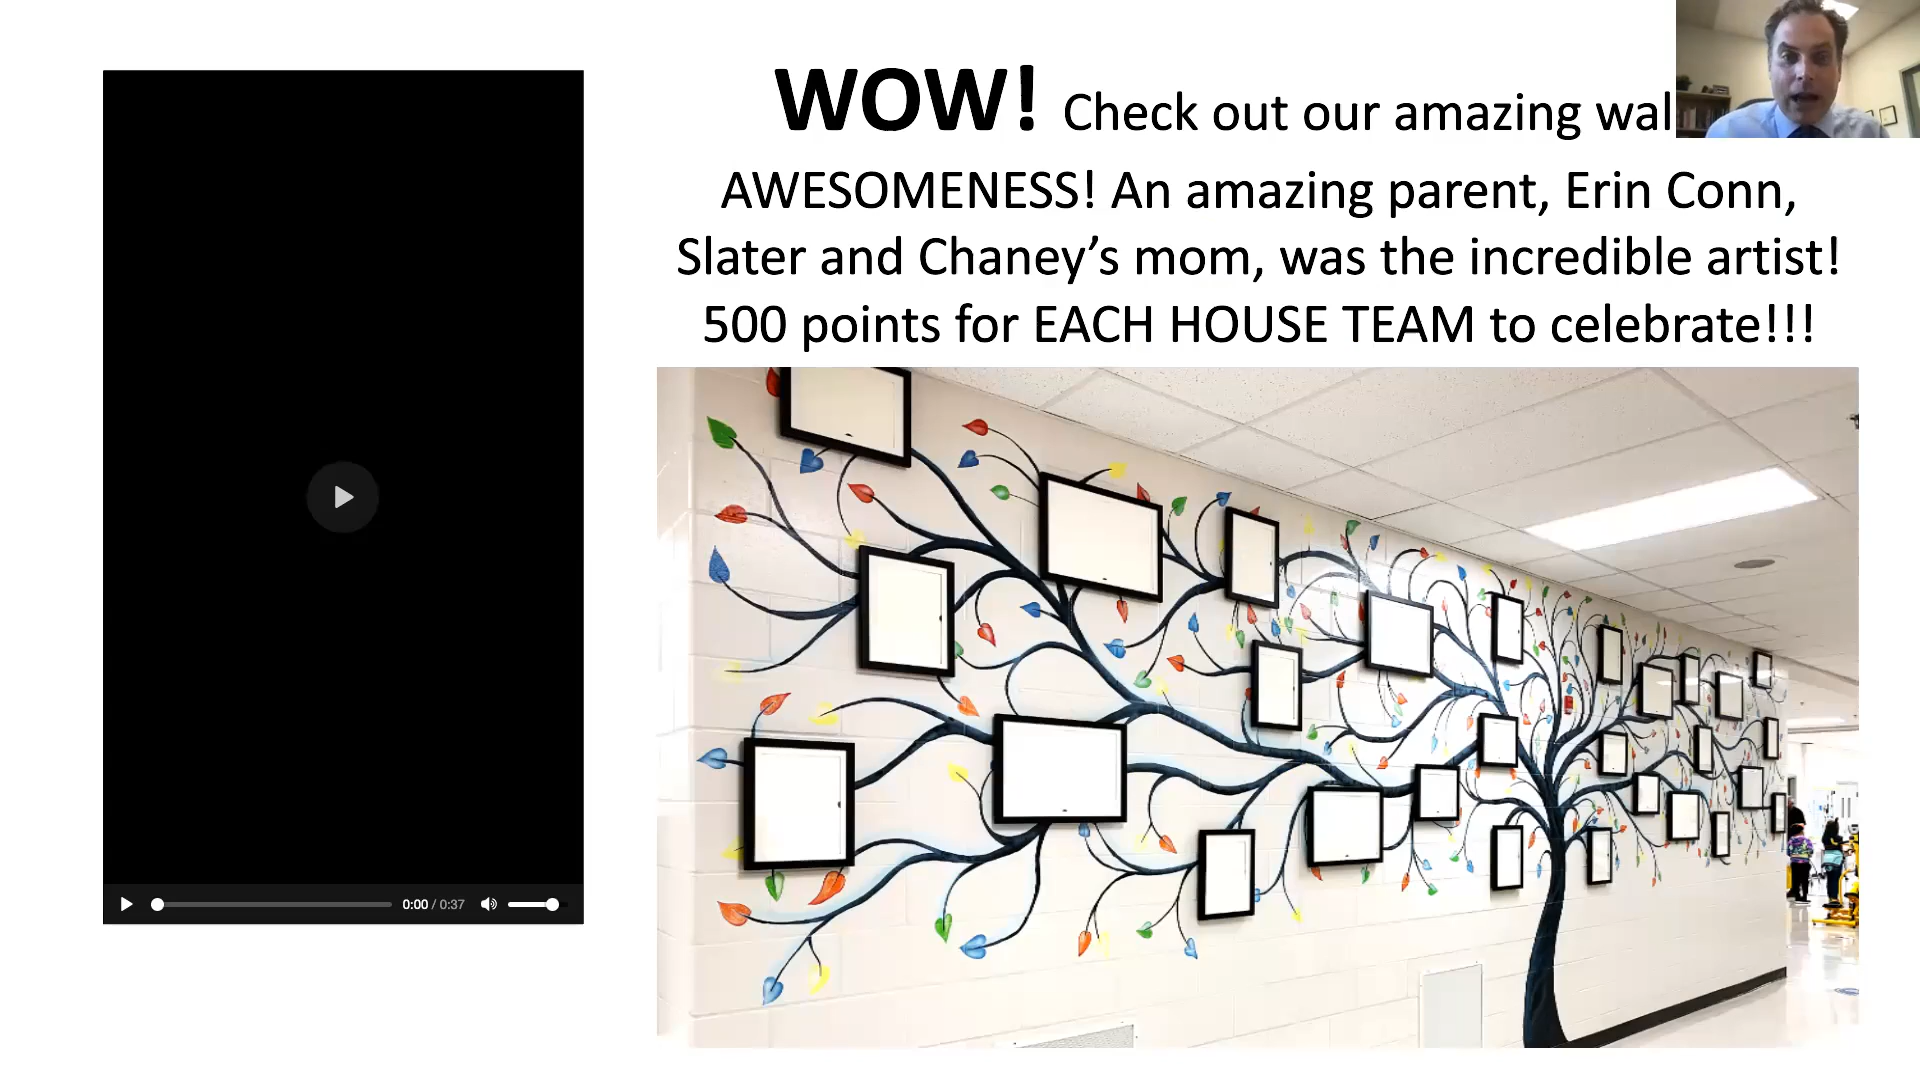 WOW! Check out our amazing wal
AWESOMENESS! An amazing parent, Erin Conn,
Slater and Chaney’s mom, was the incredible artist!
500 points for EACH HOUSE TEAM to celebrate!!!
0:00 / 0:37